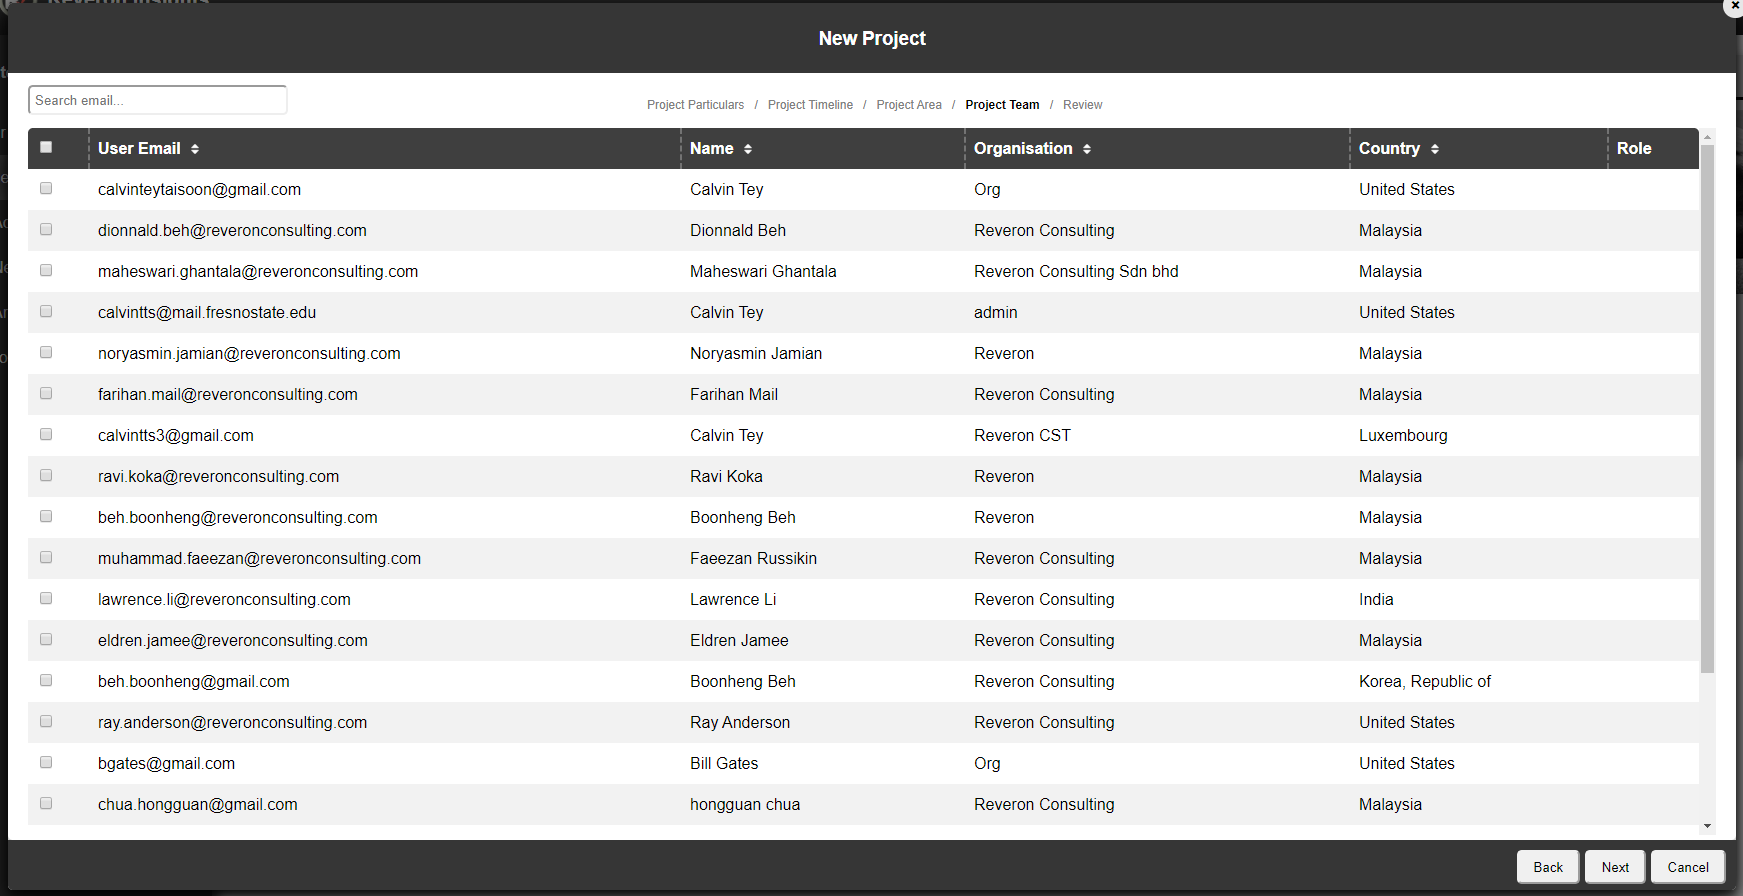 New Project
Search email...
Project Particulars / Project Timeline / Project Area / Project Team / Review
User Email Name Organisation Country Role
calvinteytaisoon@gmail.com Calvin Tey Org United States
dionnald.beh@reveronconsulting.com Dionnald Beh Reveron Consulting Malaysia
maheswari.ghantala@reveronconsulting.com Maheswari Ghantala Reveron Consulting Sdn bhd Malaysia
calvintts@mail.fresnostate.edu Calvin Tey admin United States
noryasmin.jamian@reveronconsulting.com Noryasmin Jamian Reveron Malaysia
farihan.mail@reveronconsulting.com Farihan Mail Reveron Consulting Malaysia
calvintts3@gmail.com Calvin Tey Reveron CST Luxembourg
ravi.koka@reveronconsulting.com Ravi Koka Reveron Malaysia
beh.boonheng@reveronconsulting.com Boonheng Beh Reveron Malaysia
muhammad.faeezan@reveronconsulting.com Faeezan Russikin Reveron Consulting Malaysia
lawrence.li@reveronconsulting.com Lawrence Li Reveron Consulting India
eldren.jamee@reveronconsulting.com Eldren Jamee Reveron Consulting Malaysia
beh.boonheng@gmail.com Boonheng Beh Reveron Consulting Korea, Republic of
ray.anderson@reveronconsulting.com Ray Anderson Reveron Consulting United States
bgates@gmail.com Bill Gates Org United States
chua.hongguan@gmail.com hongguan chua Reveron Consulting Malaysia
Back Next Cancel